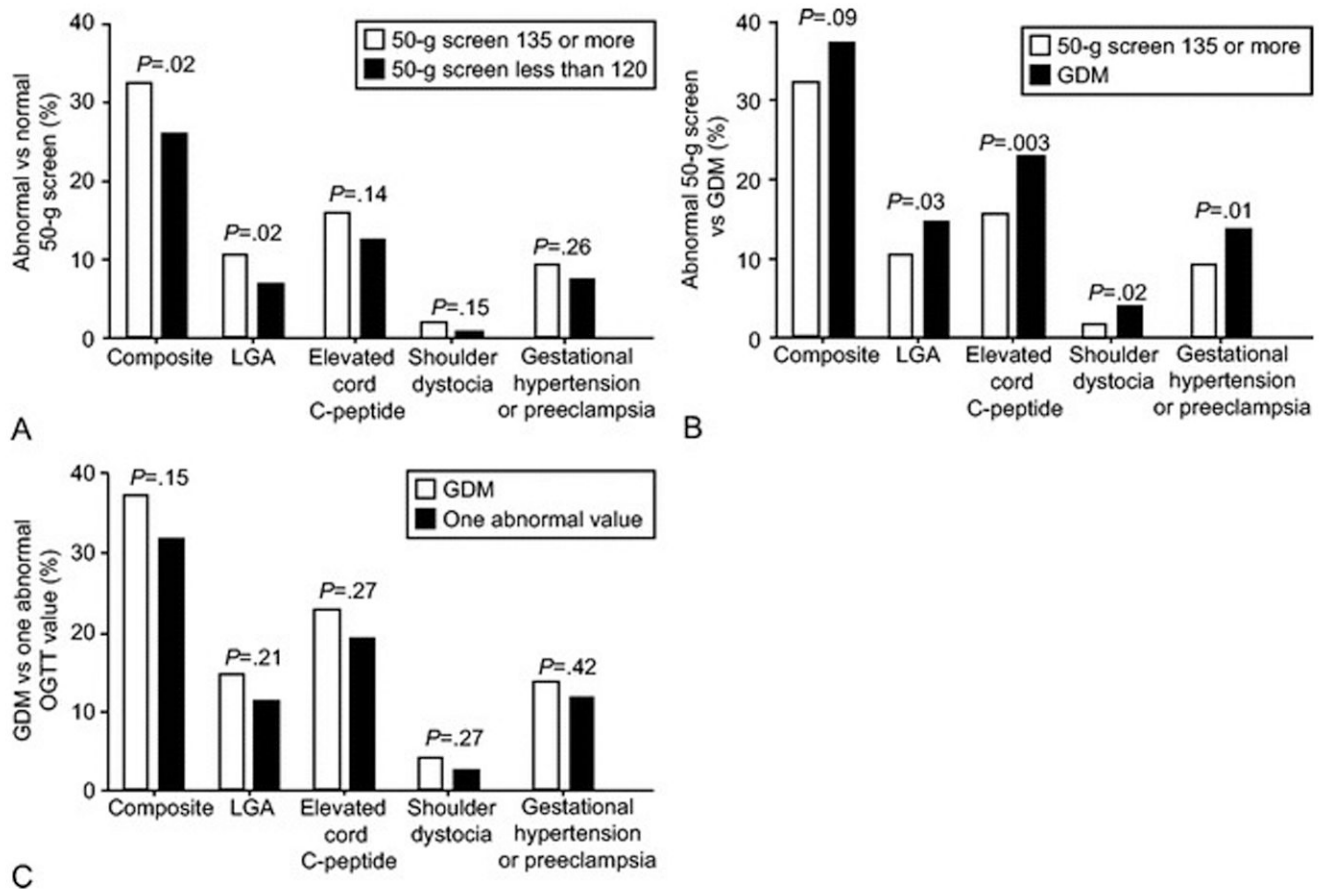 Abnormal vs normal
50-g screen (%)
40
30
20
10
0
50-g screen 135 or more
50-g screen less than 120
P=.02
P=.02
P=.14
P=.15
P=.26
Composite
LGA
Elevated
cord
C-peptide
Shoulder
dystocia
Gestational
hypertension
or preeclampsia
A
Abnormal 50-g screen
vs GDM (%)
40
30
20
10
0
50-g screen 135 or more
GDM
P=.09
P=.03
P=.003
P=.02
P=.01
Composite
LGA
Elevated
cord
C-peptide
Shoulder
dystocia
Gestational
hypertension
or preeclampsia
B
GDM vs one abnormal
OGTT value (%)
40
30
20
10
0
GDM
One abnormal value
P=.15
P=.21
P=.27
P=.27
P=.42
Composite
LGA
Elevated
cord
C-peptide
Shoulder
dystocia
Gestational
hypertension
or preeclampsia
C